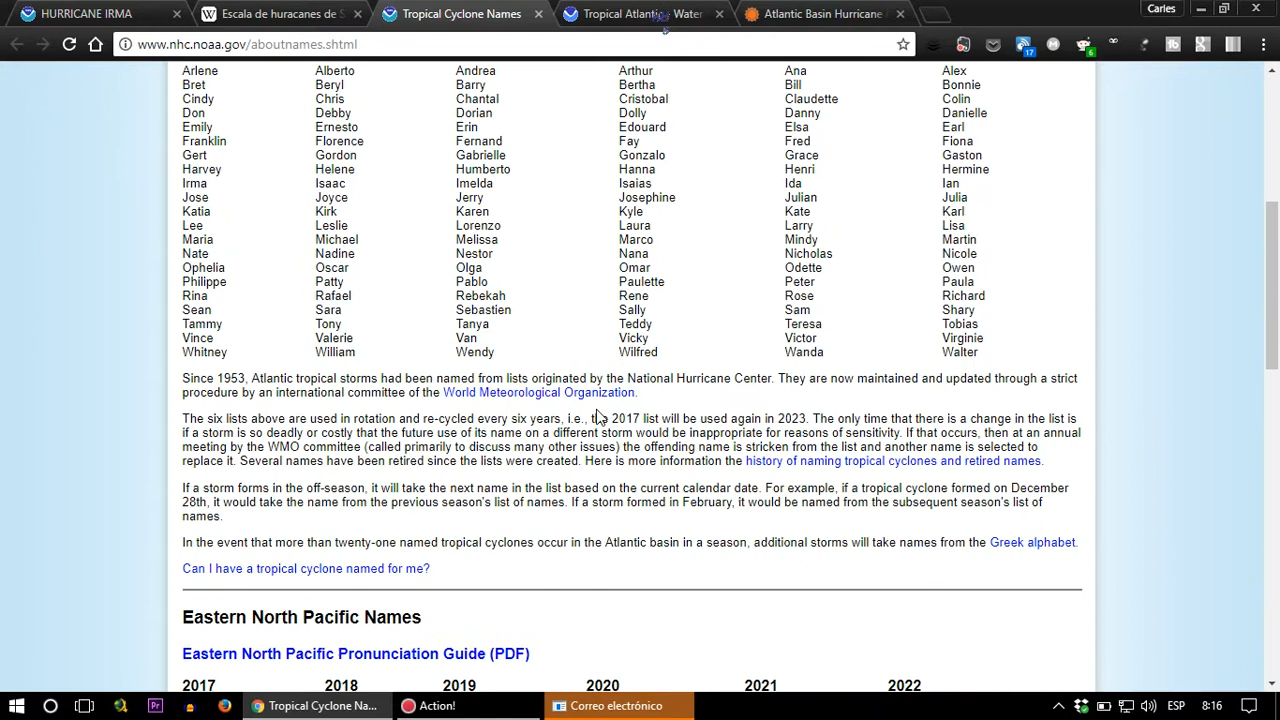 HURRICANE IRMA
Escala de huracanes de S
Tropical Cyclone Names
Tropical Atlantic Water
Atlantic Basin Hurricane
Carles
www.nhc.noaa.gov/aboutnames.shtml
17
6
Arlene Alberto Andrea Arthur Ana Alex
Bret Beryl Barry Bertha Bill Bonnie
Cindy Chris Chantal Cristobal Claudette Colin
Don Debby Dorian Dolly Danny Danielle
Emily Ernesto Erin Edouard Elsa Earl
Franklin Florence Fernand Fay Fred Fiona
Gert Gordon Gabrielle Gonzalo Grace Gaston
Harvey Helene Humberto Hanna Henri Hermine
Irma Isaac Imelda Isaias Ida Ian
Jose Joyce Jerry Josephine Julian Julia
Katia Kirk Karen Kyle Kate Karl
Lee Leslie Lorenzo Laura Larry Lisa
Maria Michael Melissa Marco Mindy Martin
Nate Nadine Nestor Nana Nicholas Nicole
Ophelia Oscar Olga Omar Odette Owen
Philippe Patty Pablo Paulette Peter Paula
Rina Rafael Rebekah Rene Rose Richard
Sean Sara Sebastien Sally Sam Shary
Tammy Tony Tanya Teddy Teresa Tobias
Vince Valerie Van Vicky Victor Virginie
Whitney William Wendy Wilfred Wanda Walter
Since 1953, Atlantic tropical storms had been named from lists originated by the National Hurricane Center. They are now maintained and updated through a strict
procedure by an international committee of the World Meteorological Organization.
The six lists above are used in rotation and re-cycled every six years, i.e., the 2017 list will be used again in 2023. The only time that there is a change in the list is
if a storm is so deadly or costly that the future use of its name on a different storm would be inappropriate for reasons of sensitivity. If that occurs, then at an annual
meeting by the WMO committee (called primarily to discuss many other issues) the offending name is stricken from the list and another name is selected to
replace it. Several names have been retired since the lists were created. Here is more information the history of naming tropical cyclones and retired names.
If a storm forms in the off-season, it will take the next name in the list based on the current calendar date. For example, if a tropical cyclone formed on December
28th, it would take the name from the previous season's list of names. If a storm formed in February, it would be named from the subsequent season's list of
names.
In the event that more than twenty-one named tropical cyclones occur in the Atlantic basin in a season, additional storms will take names from the Greek alphabet.
Can I have a tropical cyclone named for me?
Eastern North Pacific Names
Eastern North Pacific Pronunciation Guide (PDF)
2017 2018 2019 2020 2021 2022
Tropical Cyclone Na...
Action!
Correo electrónico
ESP
8:16